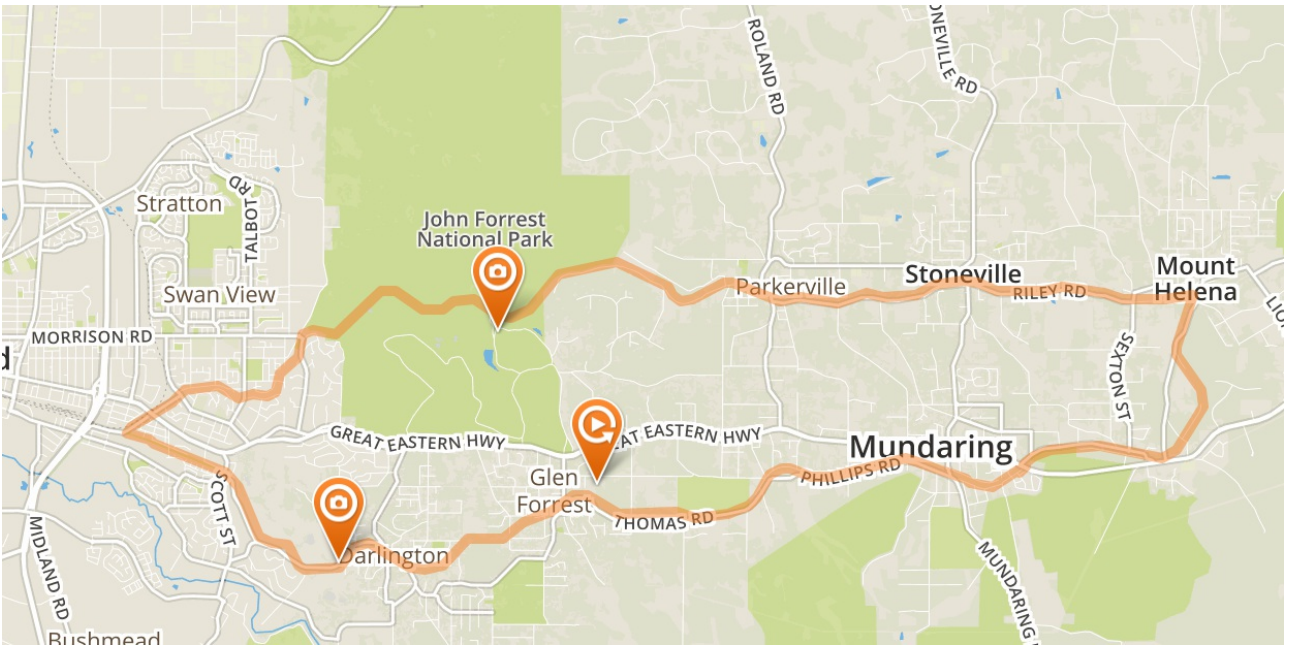 ROLAND RD
ONEVILLE RD
Stratton
TALBOT RD
John Forrest
National Park
Swan View
MORRISON RD
d
Parkerville
Stoneville
RILEY RD
Mount
Helena
LIO
SEXTON ST
GREAT EASTERN HWY
EAT EASTERN HWY
Mundaring
PHILLIPS RD
Glen
Forrest
THOMAS RD
SCOTT ST
Darlington
MIDLAND RD
MUNDARING
Bushmead